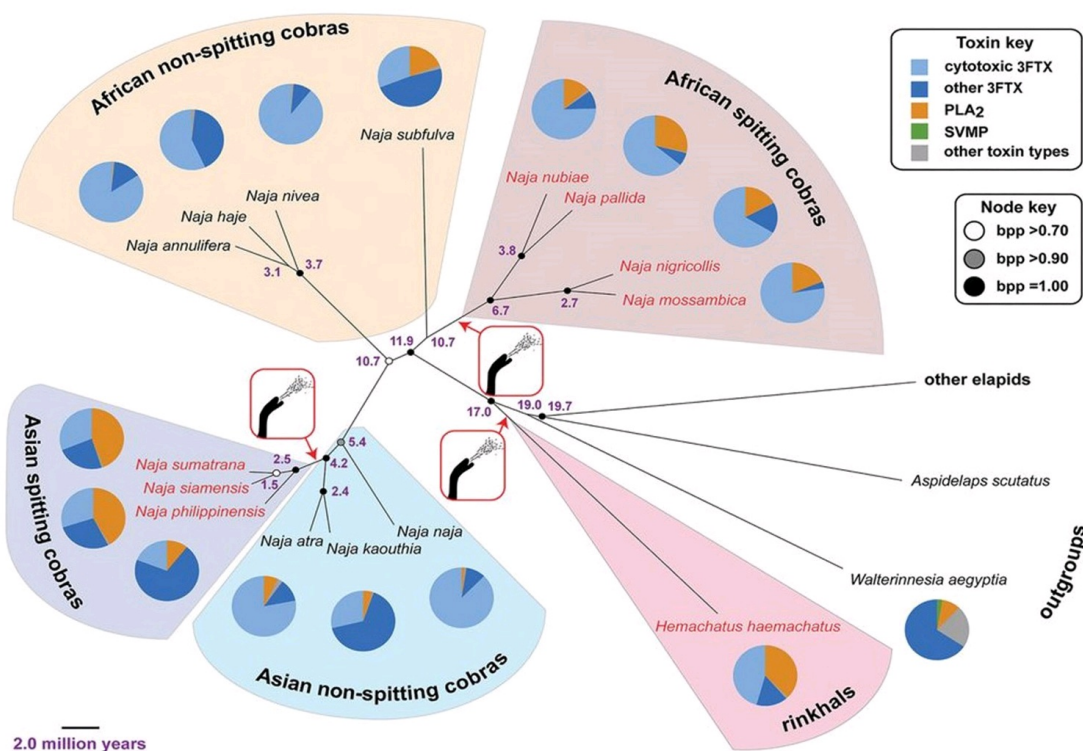 African non-spitting cobras
Naja subfulva
Naja nivea
Naja haje
Naja annulifera
3.1
3.7
African spitting cobras
Naja nubiae
Naja pallida
3.8
Naja nigricollis
Naja mossambica
6.7
2.7
Toxin key
cytotoxic 3FTX
other 3FTX
PLA2
SVMP
other toxin types
Node key
bpp >0.70
bpp >0.90
bpp =1.00
10.7
11.9
10.7
17.0
19.0
19.7
other elapids
Aspidelaps scutatus
Walterinnesia aegyptia
outgroups
Hemachatus haemachatus
rinkhals
Asian spitting cobras
2.5
Naja sumatrana
Naja siamensis
1.5
Naja philippinensis
5.4
4.2
2.4
Naja naja
Naja atra
Naja kaouthia
Asian non-spitting cobras
2.0 million years